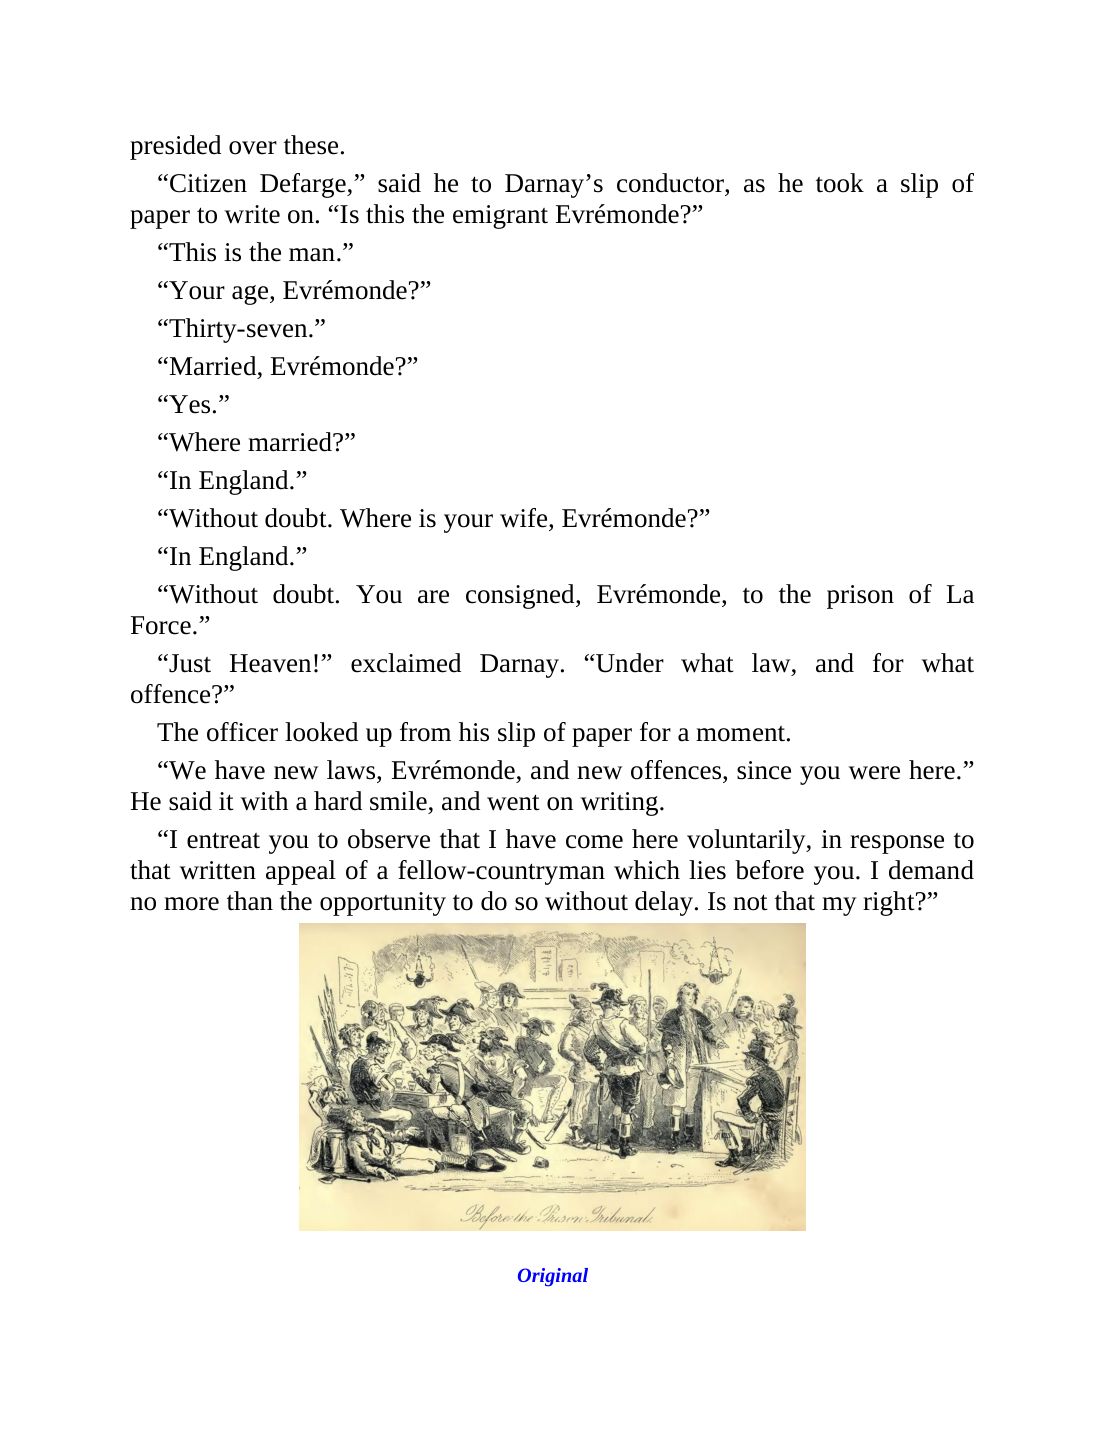 presided over these.
“Citizen Defarge,” said he to Darnay’s conductor, as he took a slip of
paper to write on. “Is this the emigrant Evrémonde?”
“This is the man.”
“Your age, Evrémonde?”
“Thirty-seven.”
“Married, Evrémonde?”
“Yes.”
“Where married?”
“In England.”
“Without doubt. Where is your wife, Evrémonde?”
“In England.”
“Without doubt. You are consigned, Evrémonde, to the prison of La
Force.”
“Just Heaven!” exclaimed Darnay. “Under what law, and for what
offence?”
The officer looked up from his slip of paper for a moment.
“We have new laws, Evrémonde, and new offences, since you were here.”
He said it with a hard smile, and went on writing.
“I entreat you to observe that I have come here voluntarily, in response to
that written appeal of a fellow-countryman which lies before you. I demand
no more than the opportunity to do so without delay. Is not that my right?”
Before the Prison Tribunal.
Original